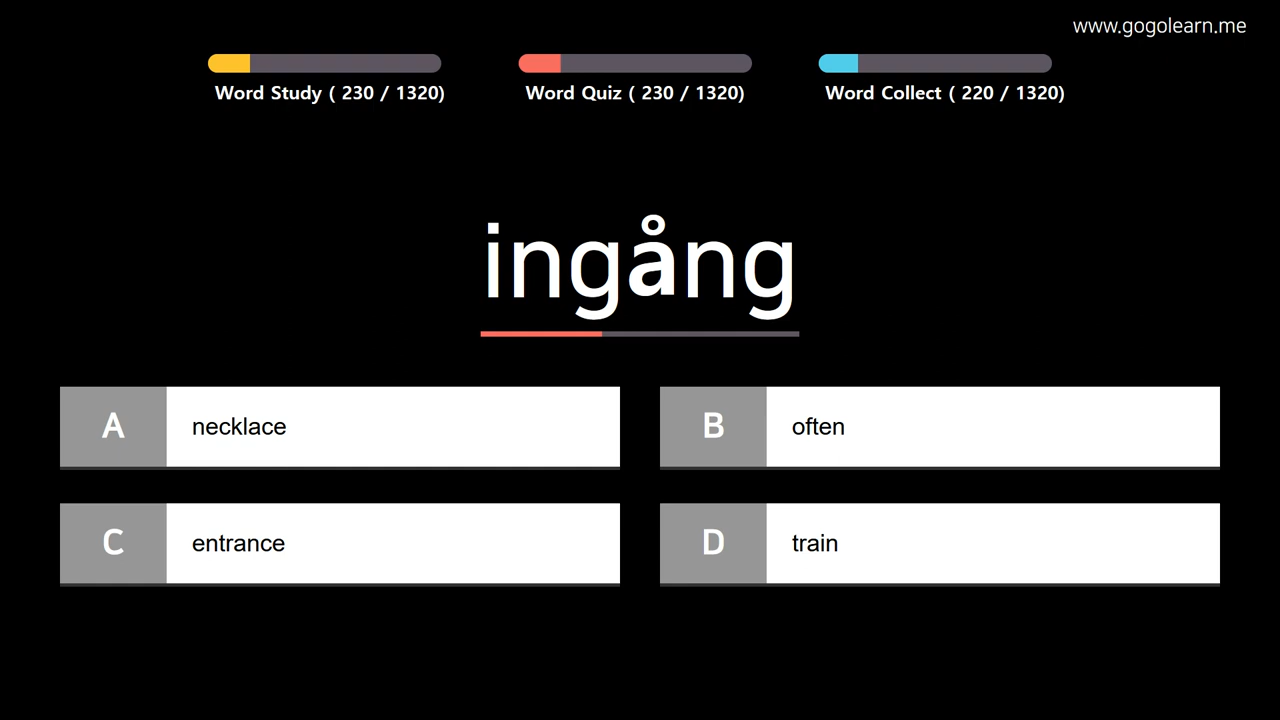 www.gogolearn.me
Word Study ( 230 / 1320)
Word Quiz ( 230 / 1320)
Word Collect ( 220 / 1320)
ingång
A necklace
B often
C entrance
D train